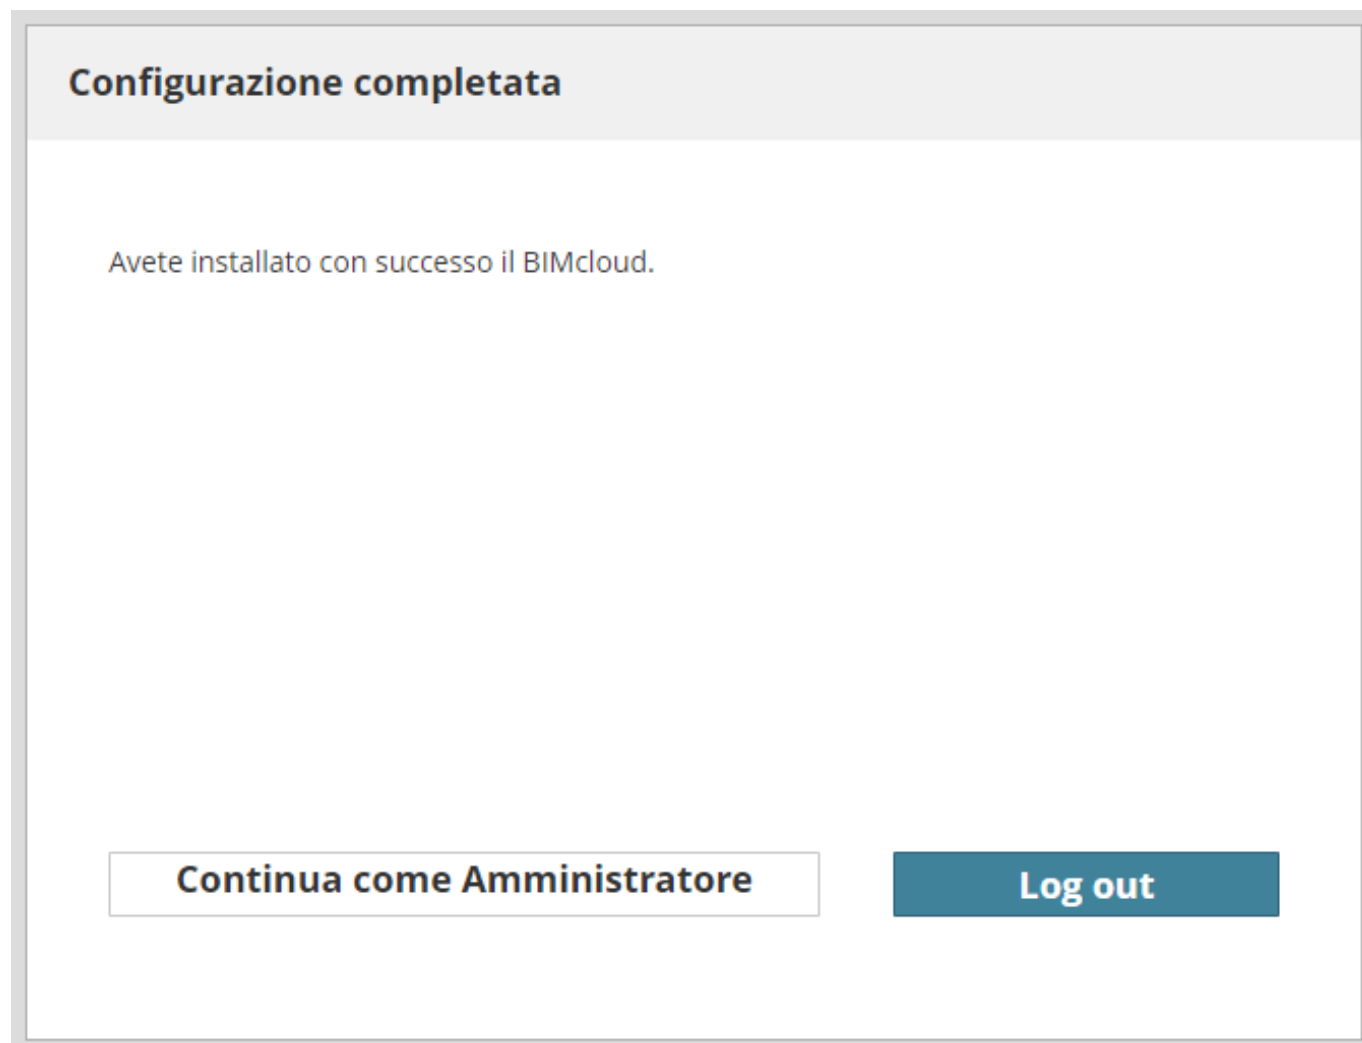 Configurazione completata
Avete installato con successo il BIMcloud.
Continua come Amministratore
Log out